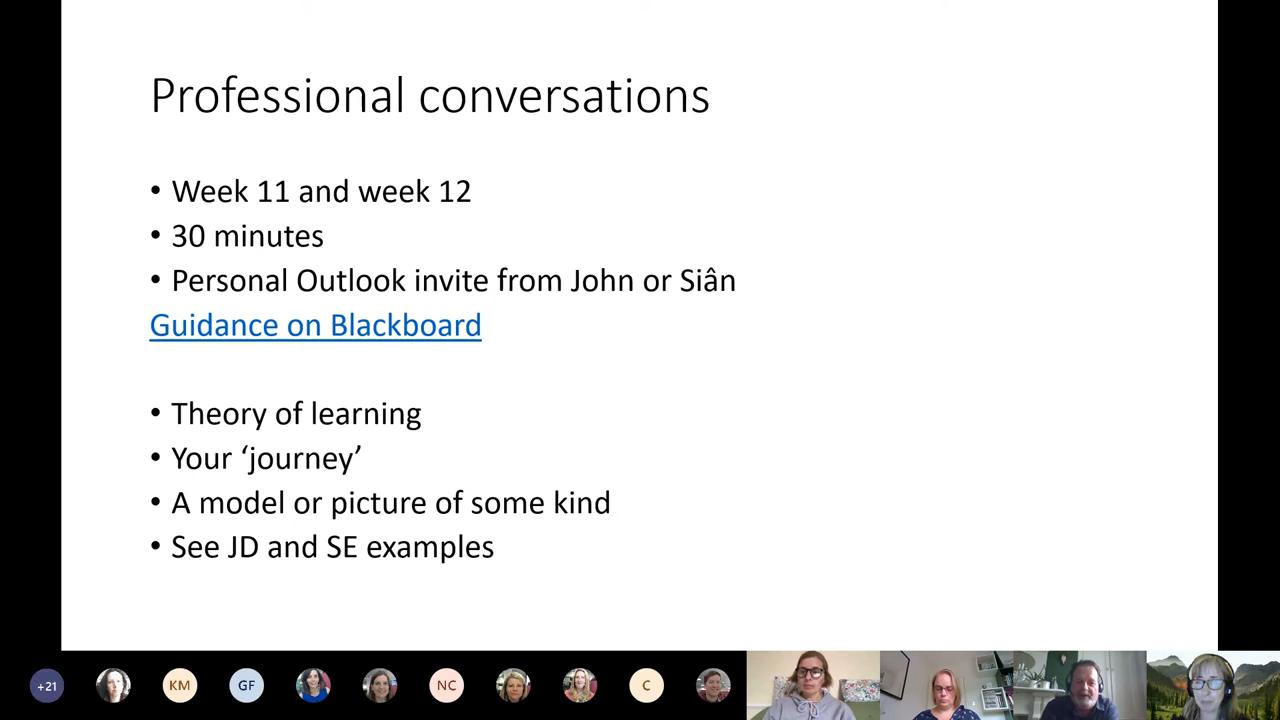 Professional conversations
• Week 11 and week 12
• 30 minutes
• Personal Outlook invite from John or Siân
Guidance on Blackboard
• Theory of learning
• Your ‘journey’
• A model or picture of some kind
• See JD and SE examples
+21
KM
GF
NC
C